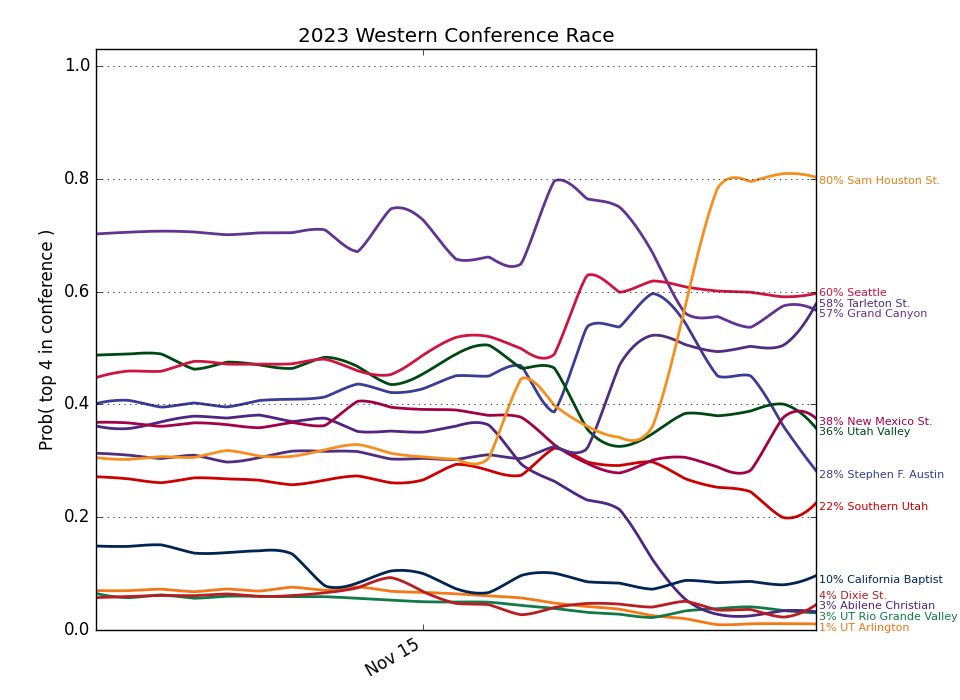 2023 Western Conference Race
Prob( top 4 in conference )
1.0
0.8
0.6
0.4
0.2
0.0
Nov 15
80% Sam Houston St.
60% Seattle
58% Tarleton St.
57% Grand Canyon
38% New Mexico St.
36% Utah Valley
28% Stephen F. Austin
22% Southern Utah
10% California Baptist
4% Dixie St.
3% Abilene Christian
3% UT Rio Grande Valley
1% UT Arlington